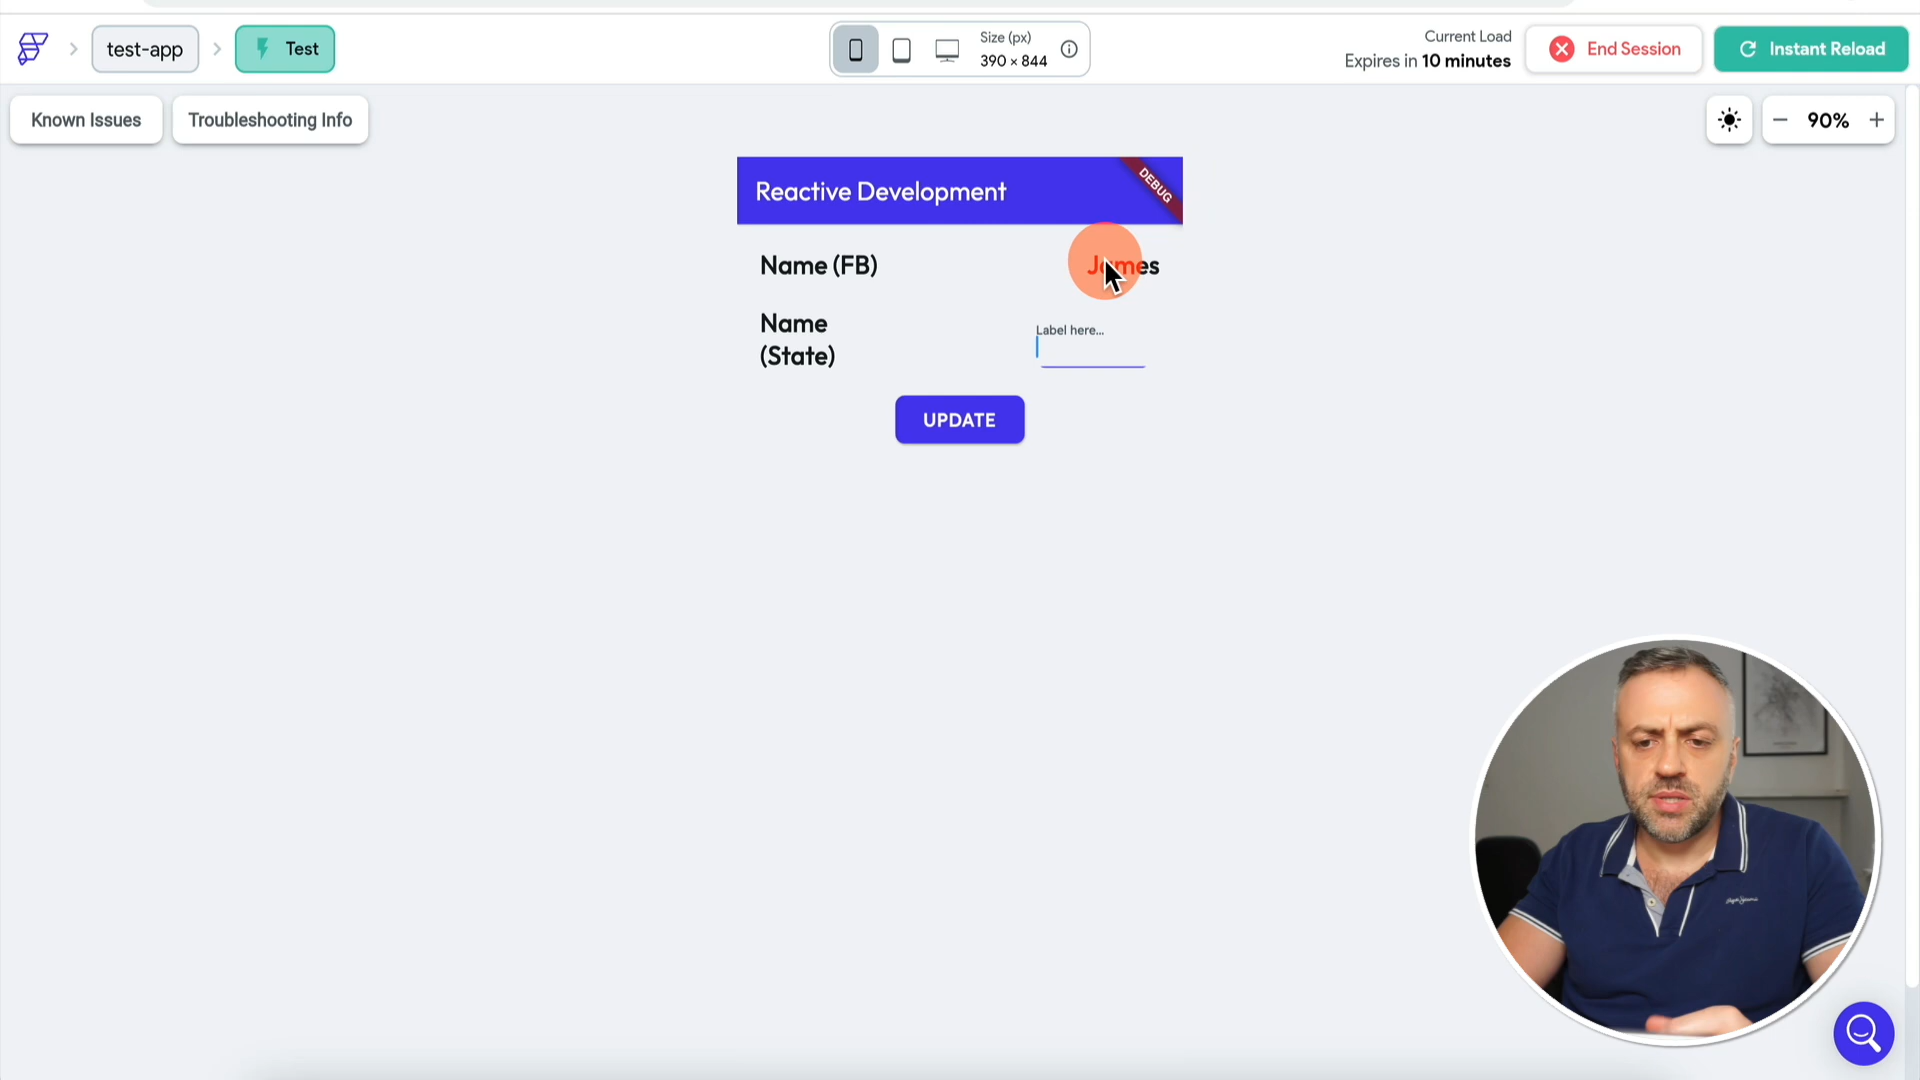 test-app
Test
Size (px)
390 × 844
Current Load
Expires in 10 minutes
End Session
Instant Reload
Known Issues
Troubleshooting Info
90%
Reactive Development
DEBUG
Name (FB)
James
Name
(State)
Label here...
UPDATE